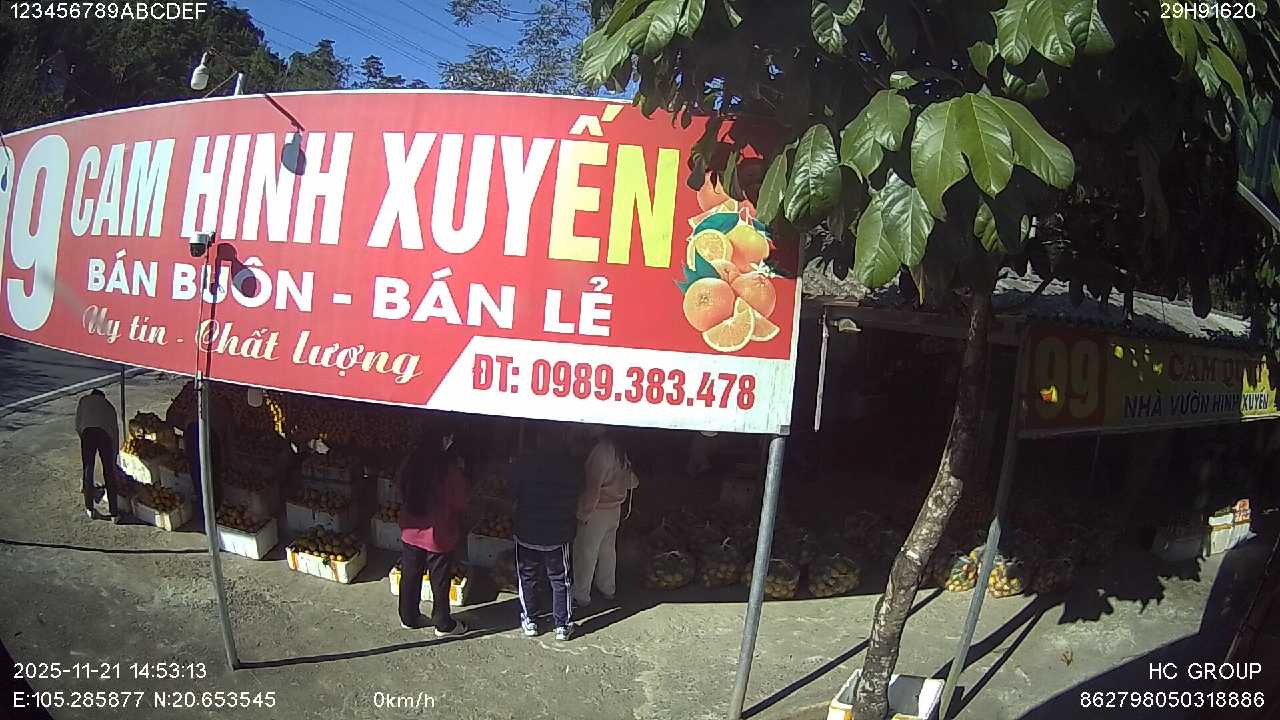 123456789ABCDEF
29H91620
99 CAM HINH XUYẾN
BÁN BUÔN - BÁN LẺ
Uy tín - Chất lượng
ĐT: 0989.383.478
99
CAM
NHÀ VƯỜN HINH XUYẾN
2025-11-21 14:53:13
E:105.285877 N:20.653545
0km/h
HC GROUP
862798050318886